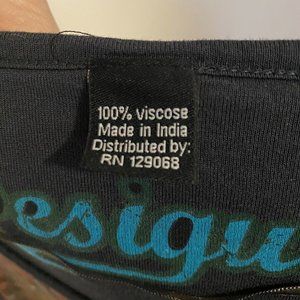 100% viscose
Made in India
Distributed by:
RN 129068
esigu